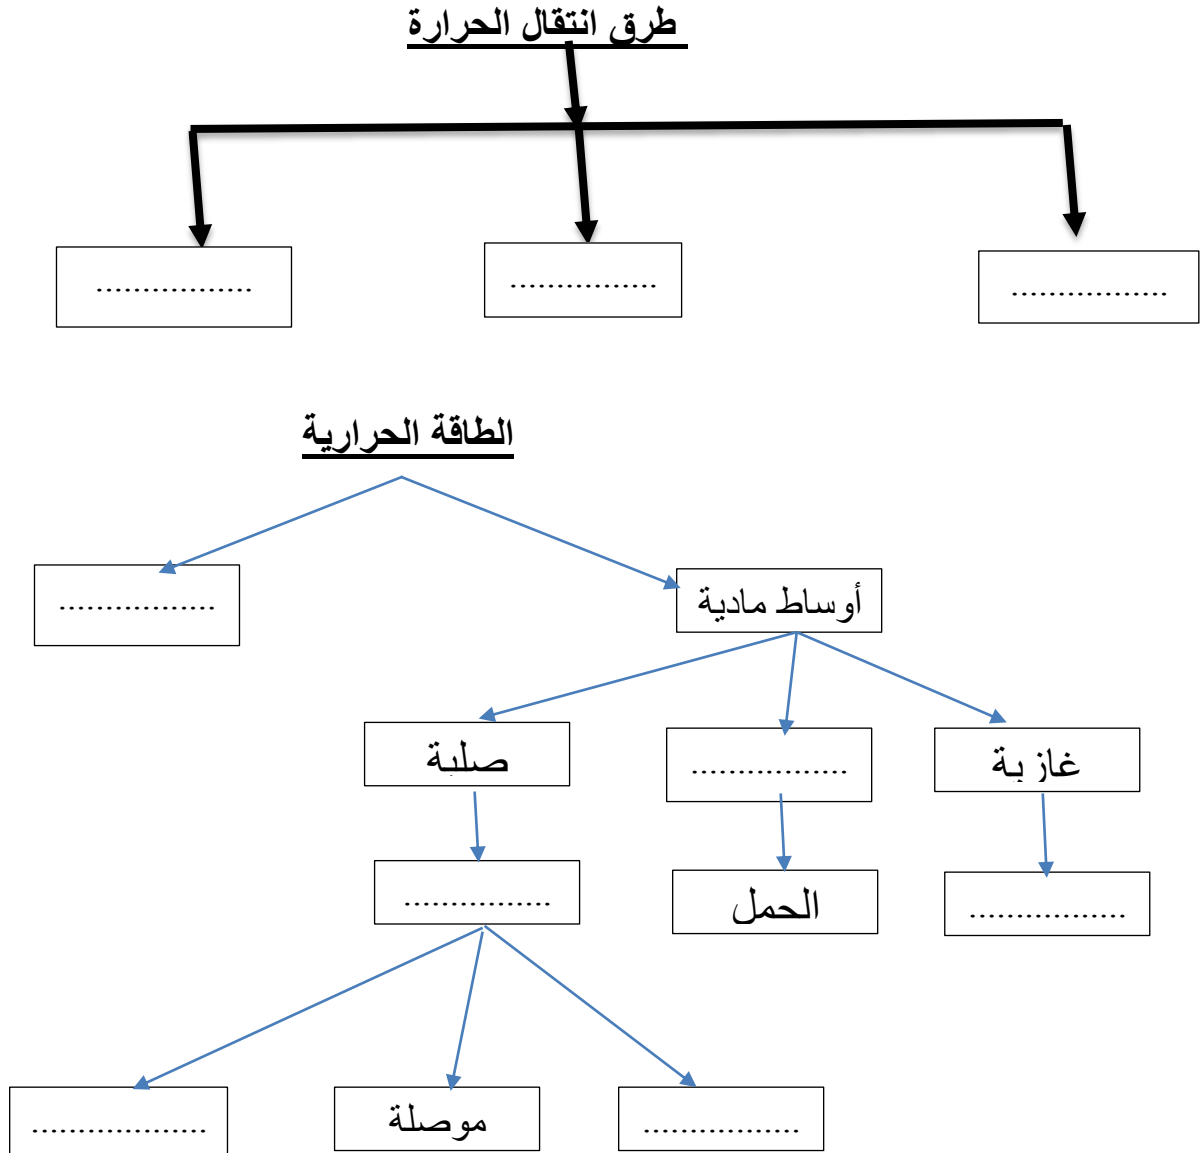 طرق انتقال الحرارة
................. ................ .................
الطاقة الحرارية
.................
أوساط مادية
غازية ................. صلبة
................. الحمل ................
................. موصلة ...................